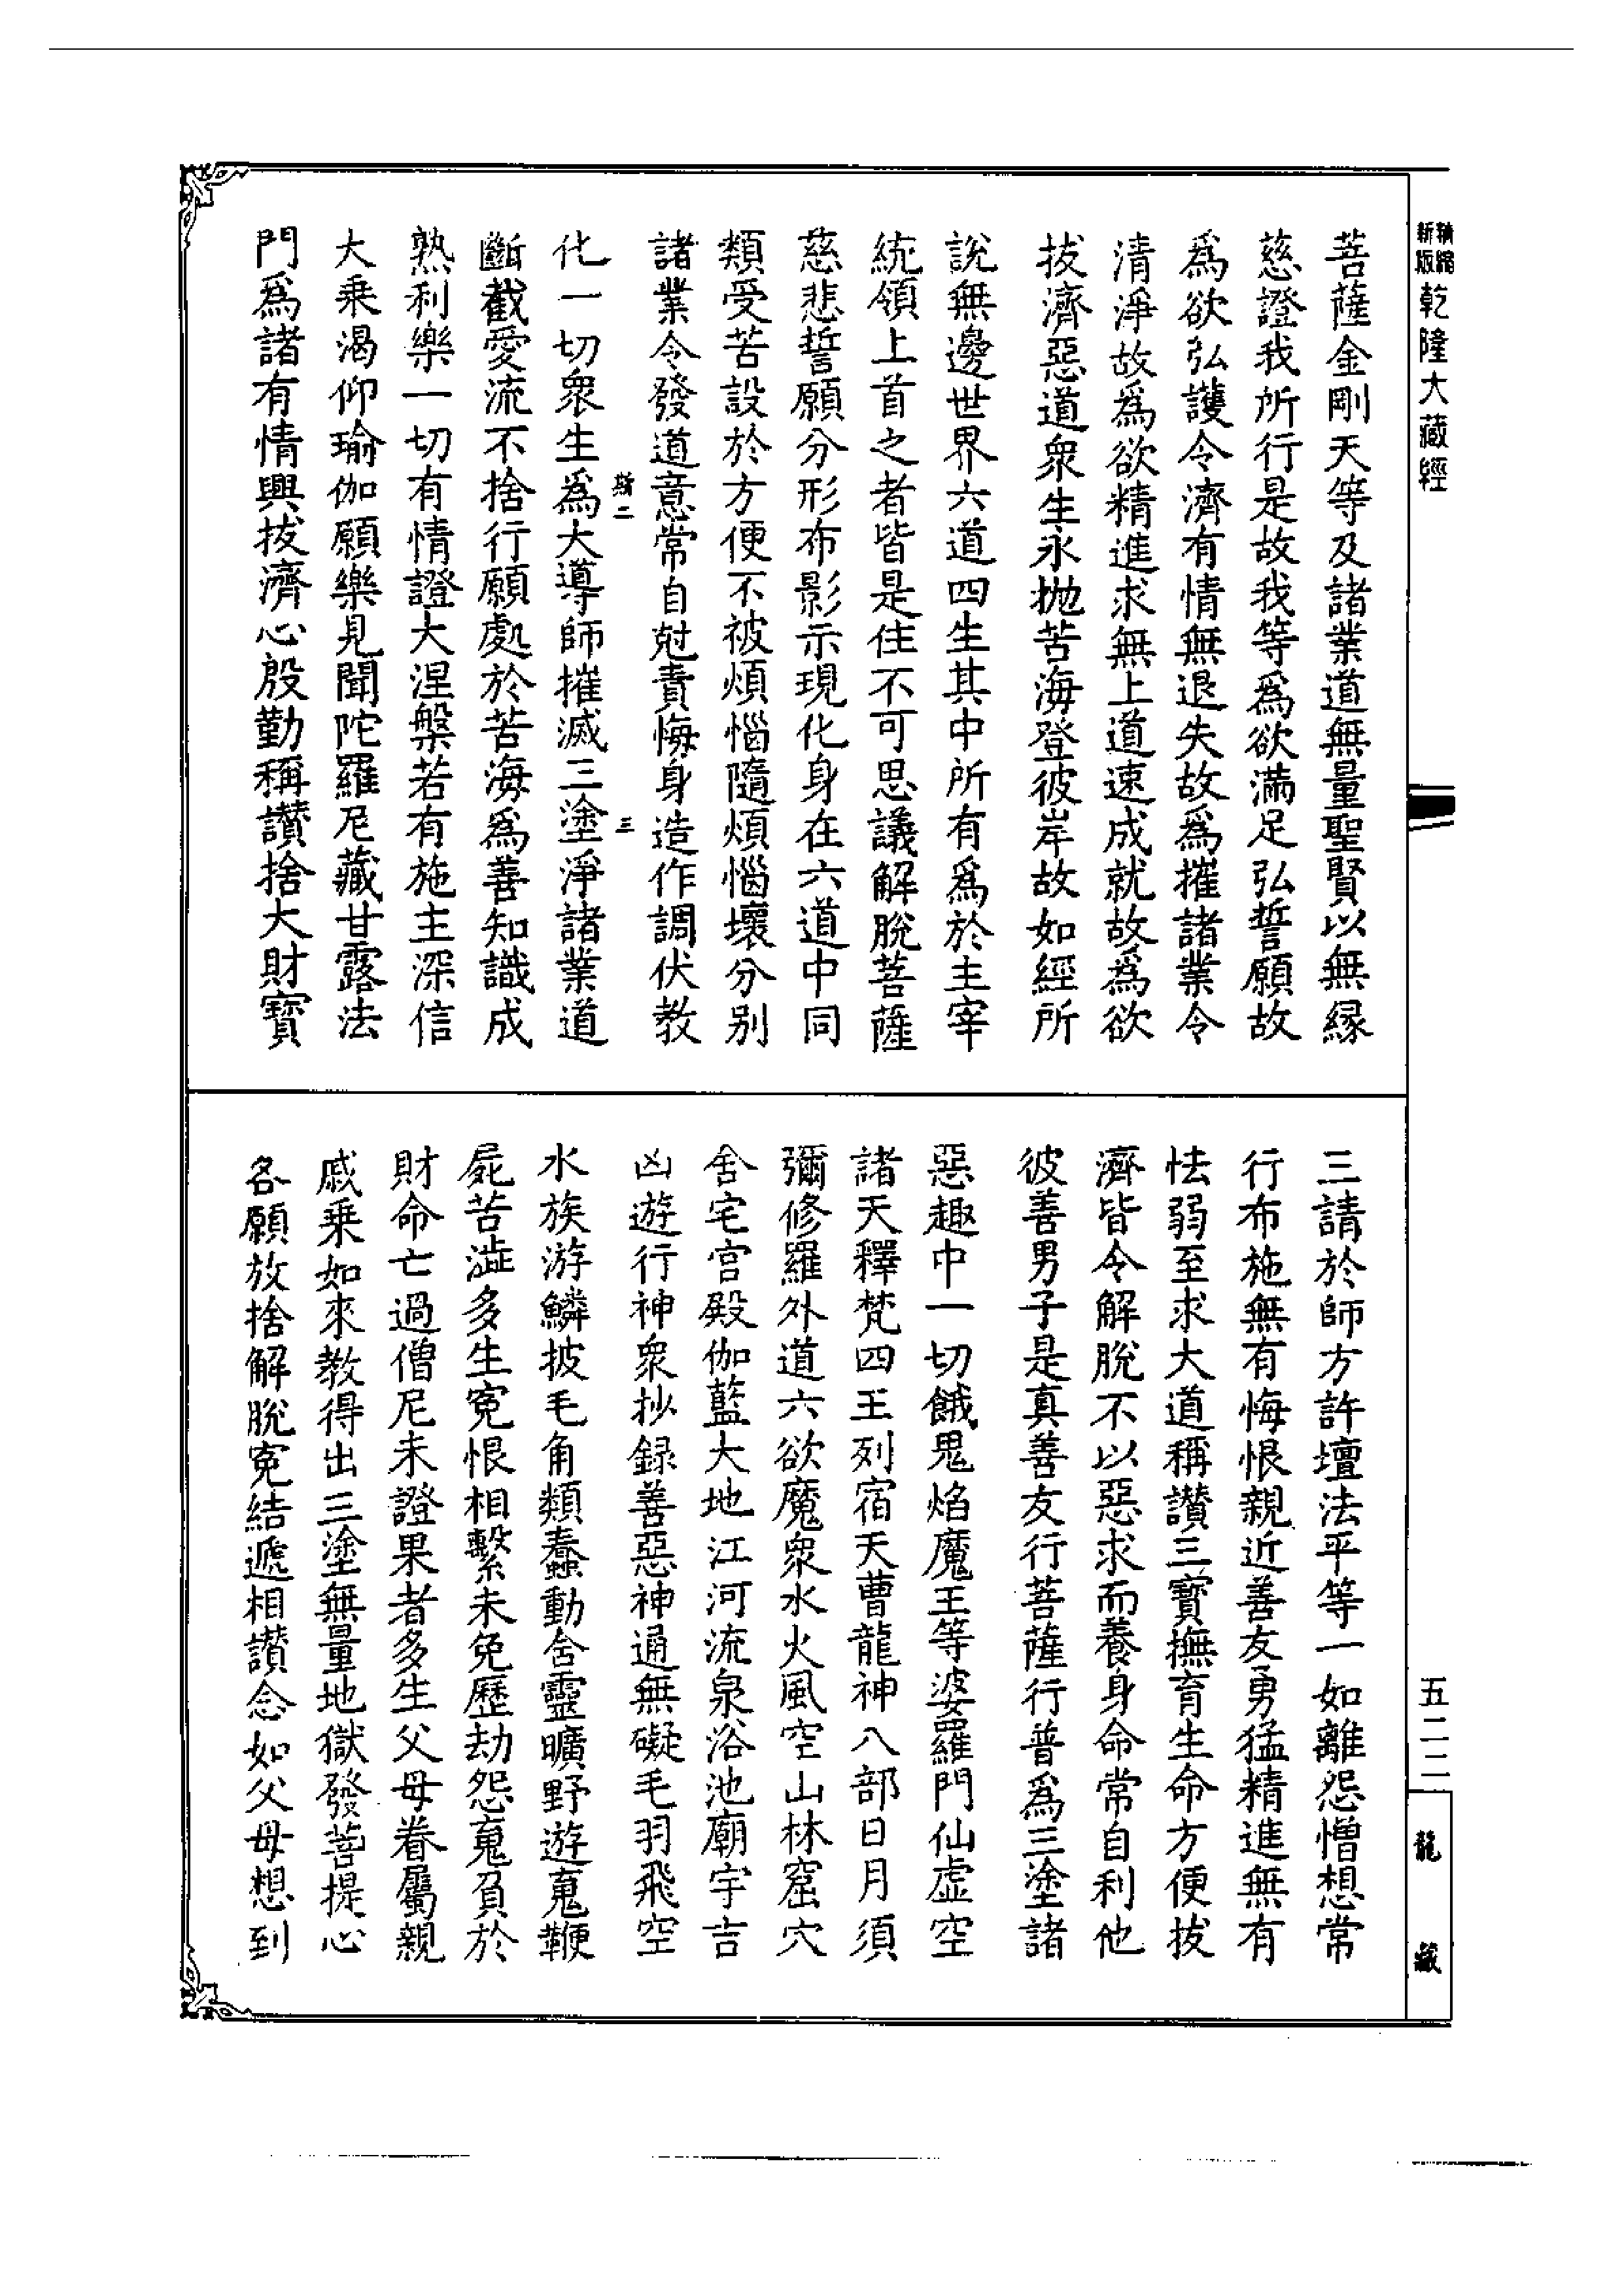 新版精縮乾隆大藏經
菩薩金剛天等及諸業道無量聖賢以無緣
慈證我所行是故我等爲欲滿足弘誓願故
爲欲弘護令濟有情無退失故爲摧諸業令
清淨故爲欲精進求無上道速成就故爲欲
拔濟惡道衆生永拋苦海登彼岸故如經所
說無邊世界六道四生其中所有爲於主宰
統領上首之者皆是住不可思議解脫菩薩
慈悲誓願分形布影示現化身在六道中同
類受苦設於方便不被煩惱隨煩惱壞分別
諸業令發道意常自尅責悔身造作調伏教
斯二 三
化一切衆生爲大導師摧滅三塗淨諸業道
斷截愛流不捨行願處於苦海爲善知識成
熟利樂一切有情證大涅槃若有施主深信
大乘渴仰瑜伽願樂見聞陀羅尼藏甘露法
門爲諸有情興拔濟心殷勤稱讚捨大財寶
三請於師方許壇法平等一如離怨憎想常
行布施無有悔恨親近善友勇猛精進無有
怯弱至求大道稱讚三寶撫育生命方便拔
濟皆令解脫不以惡求而養身命常自利他
彼善男子是真善友行菩薩行普爲三塗諸
惡趣中一切餓鬼焰魔王等婆羅門仙虛空
諸天釋梵四王列宿天曹龍神八部日月須
彌修羅外道六欲魔衆水火風空山林窟穴
舍宅宮殿伽藍大地江河流泉浴池廟宇吉
凶遊行神衆抄錄善惡神通無礙毛羽飛空
水族游鱗披毛角類蠢動含靈曠野遊䰟鞭
屍苦澁多生寃恨相繫未免歷劫怨䰟負於
財命亡過僧尼未證果者多生父母眷屬親
戚乘如來教得出三塗無量地獄發菩提心
各願放捨解脫寃結遞相讚念如父母想到
五二二
龍藏